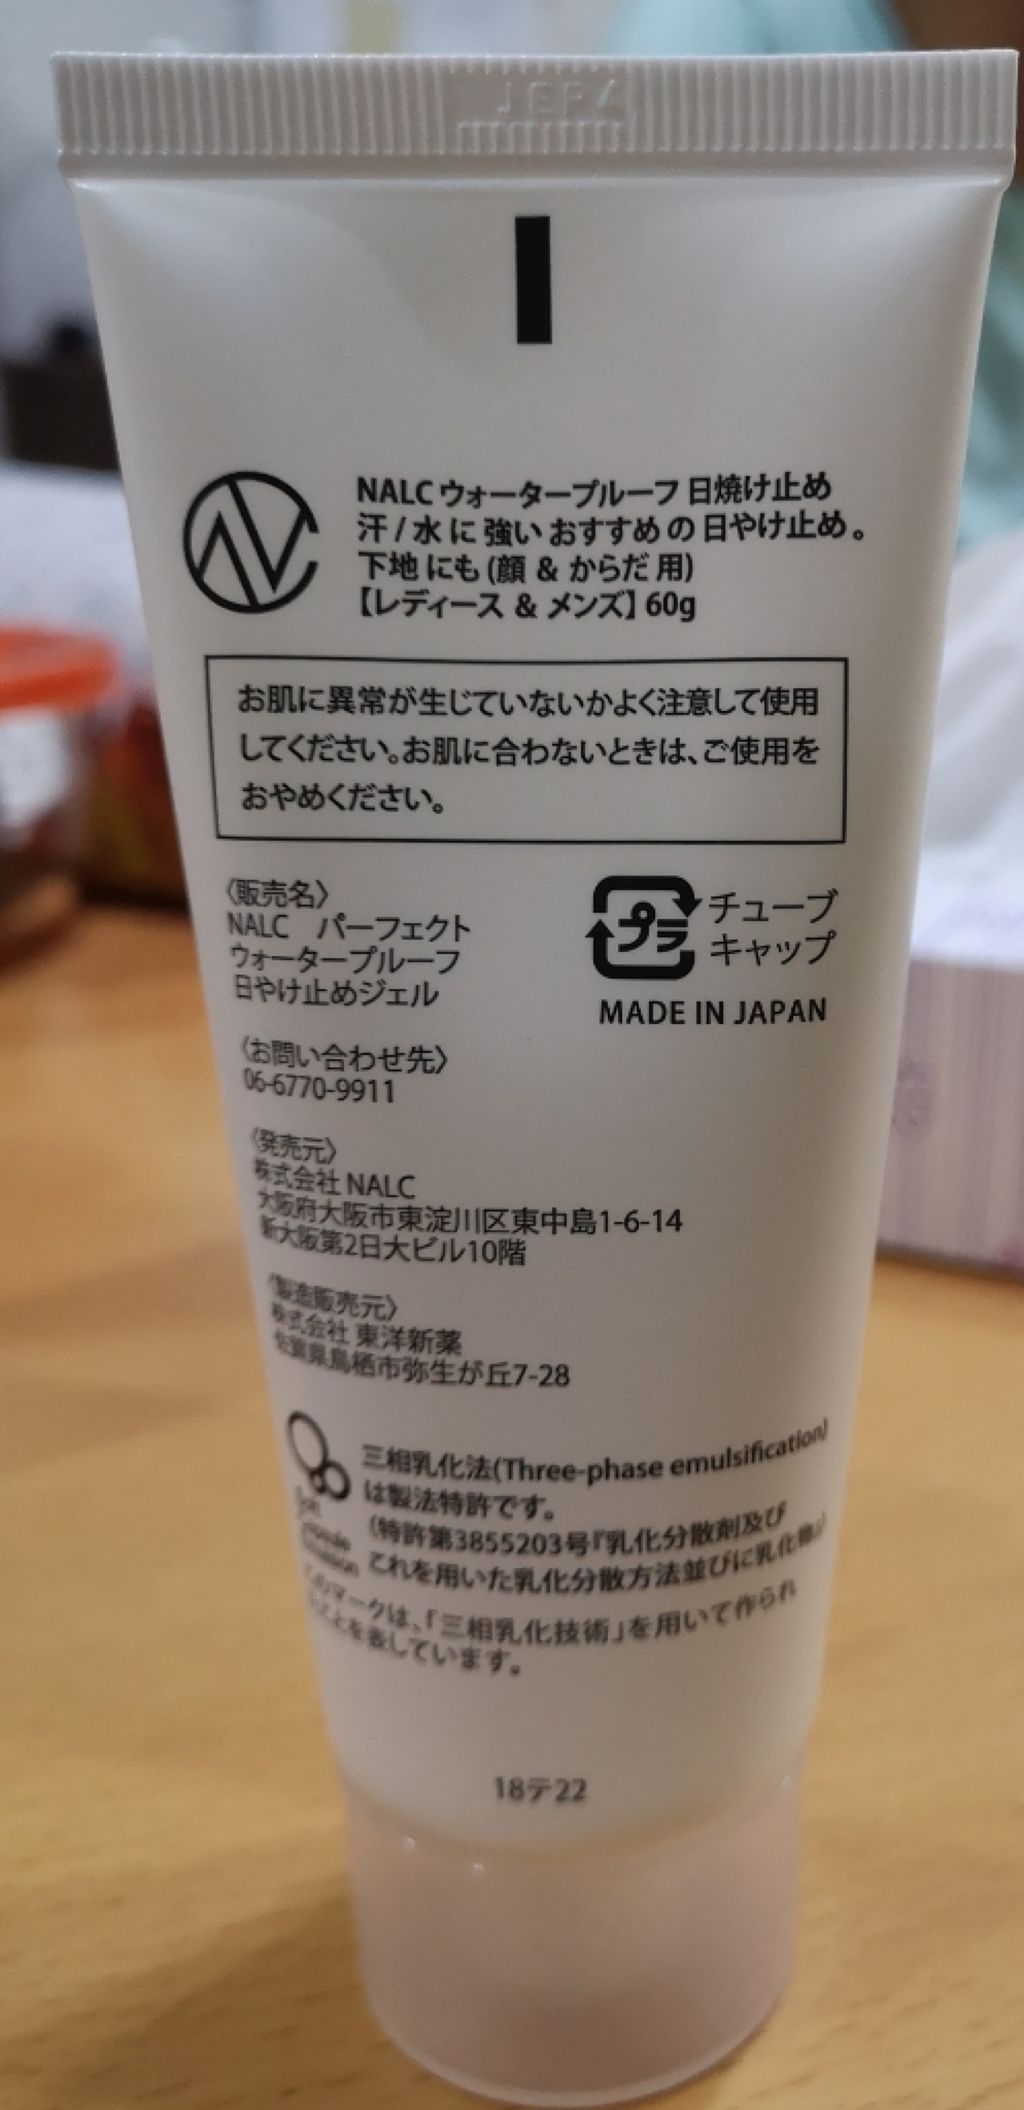 JEPA
NALC ウォータープルーフ 日焼け止め
汗 / 水 に 強い おすすめ の 日やけ止め 。
下地 にも (顔 & からだ 用)
【レディース & メンズ】 60g
お肌に異常が生じていないかよく注意して使用
してください。お肌に合わないときは、ご使用を
おやめください。
〈販売名〉
NALC パーフェクト
ウォータープルーフ
日やけ止めジェル
プラ
チューブ
キャップ
MADE IN JAPAN
〈お問い合わせ先〉
06-6770-9911
〈発売元〉
株式会社 NALC
大阪府大阪市東淀川区東中島1-6-14
新大阪第2日大ビル10階
〈製造販売元〉
株式会社 東洋新薬
佐賀県鳥栖市弥生が丘7-28
三相乳化法(Three-phase emulsification)
は製法特許です。
(特許第3855203号『乳化分散剤及び
これを用いた乳化分散方法並びに乳化物』)
このマークは、「三相乳化技術」を用いて作られ
たことを表しています。
18テ22